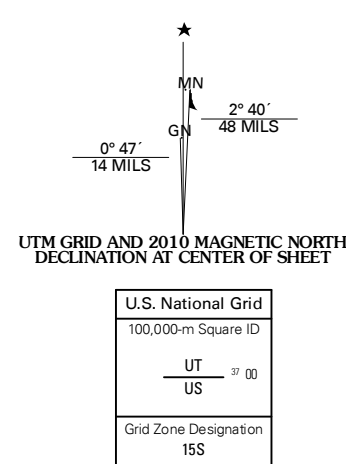 MN
GN
2° 40´
48 MILS
0° 47´
14 MILS
UTM GRID AND 2010 MAGNETIC NORTH
DECLINATION AT CENTER OF SHEET
U.S. National Grid
100,000-m Square ID
UT
37 00
US
Grid Zone Designation
15S